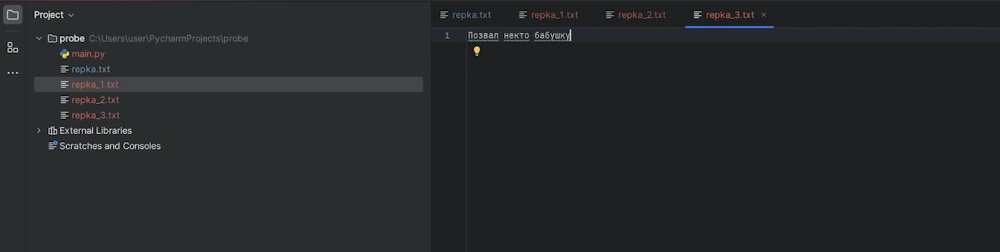 Project
probe C:\Users\user\PycharmProjects\probe
main.py
repka.txt
repka_1.txt
repka_2.txt
repka_3.txt
External Libraries
Scratches and Consoles
repka.txt repka_1.txt repka_2.txt repka_3.txt
1 Позвал некто бабушку